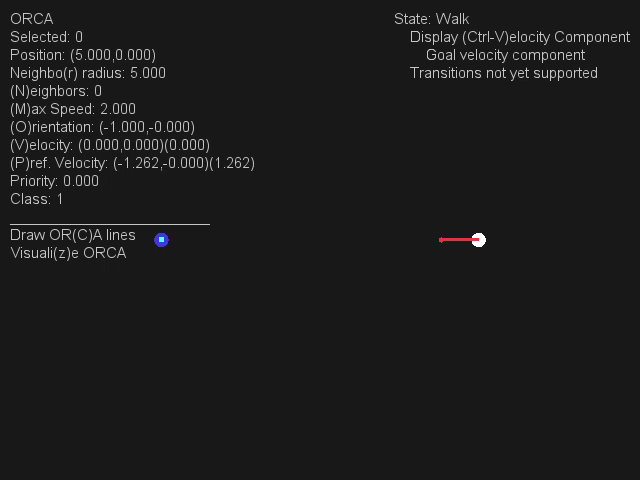 ORCA
Selected: 0
Position: (5.000,0.000)
Neighbo(r) radius: 5.000
(N)eighbors: 0
(M)ax Speed: 2.000
(O)rientation: (-1.000,-0.000)
(V)elocity: (0.000,0.000)(0.000)
(P)ref. Velocity: (-1.262,-0.000)(1.262)
Priority: 0.000
Class: 1
Draw OR(C)A lines
Visuali(z)e ORCA
State: Walk
Display (Ctrl-V)elocity Component
Goal velocity component
Transitions not yet supported